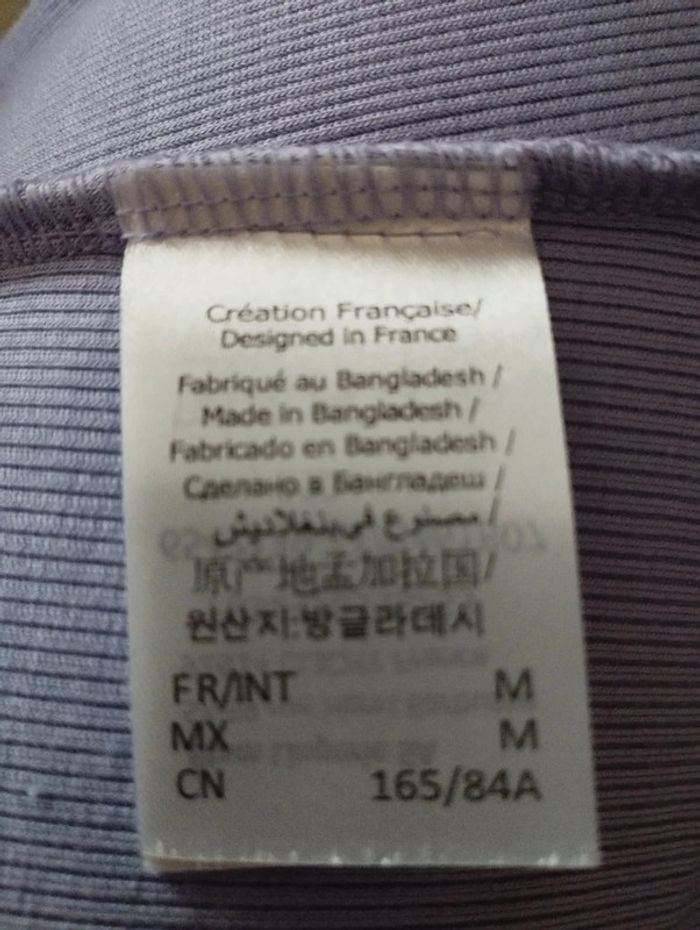 Création Française/
Designed in France
Fabriqué au Bangladesh /
Made in Bangladesh /
Fabricado en Bangladesh /
Сделано в Бангладеш /
مصنوع في بنغلاديش /
原产地孟加拉国/
원산지:방글라데시
FR/INT M
MX M
CN 165/84A